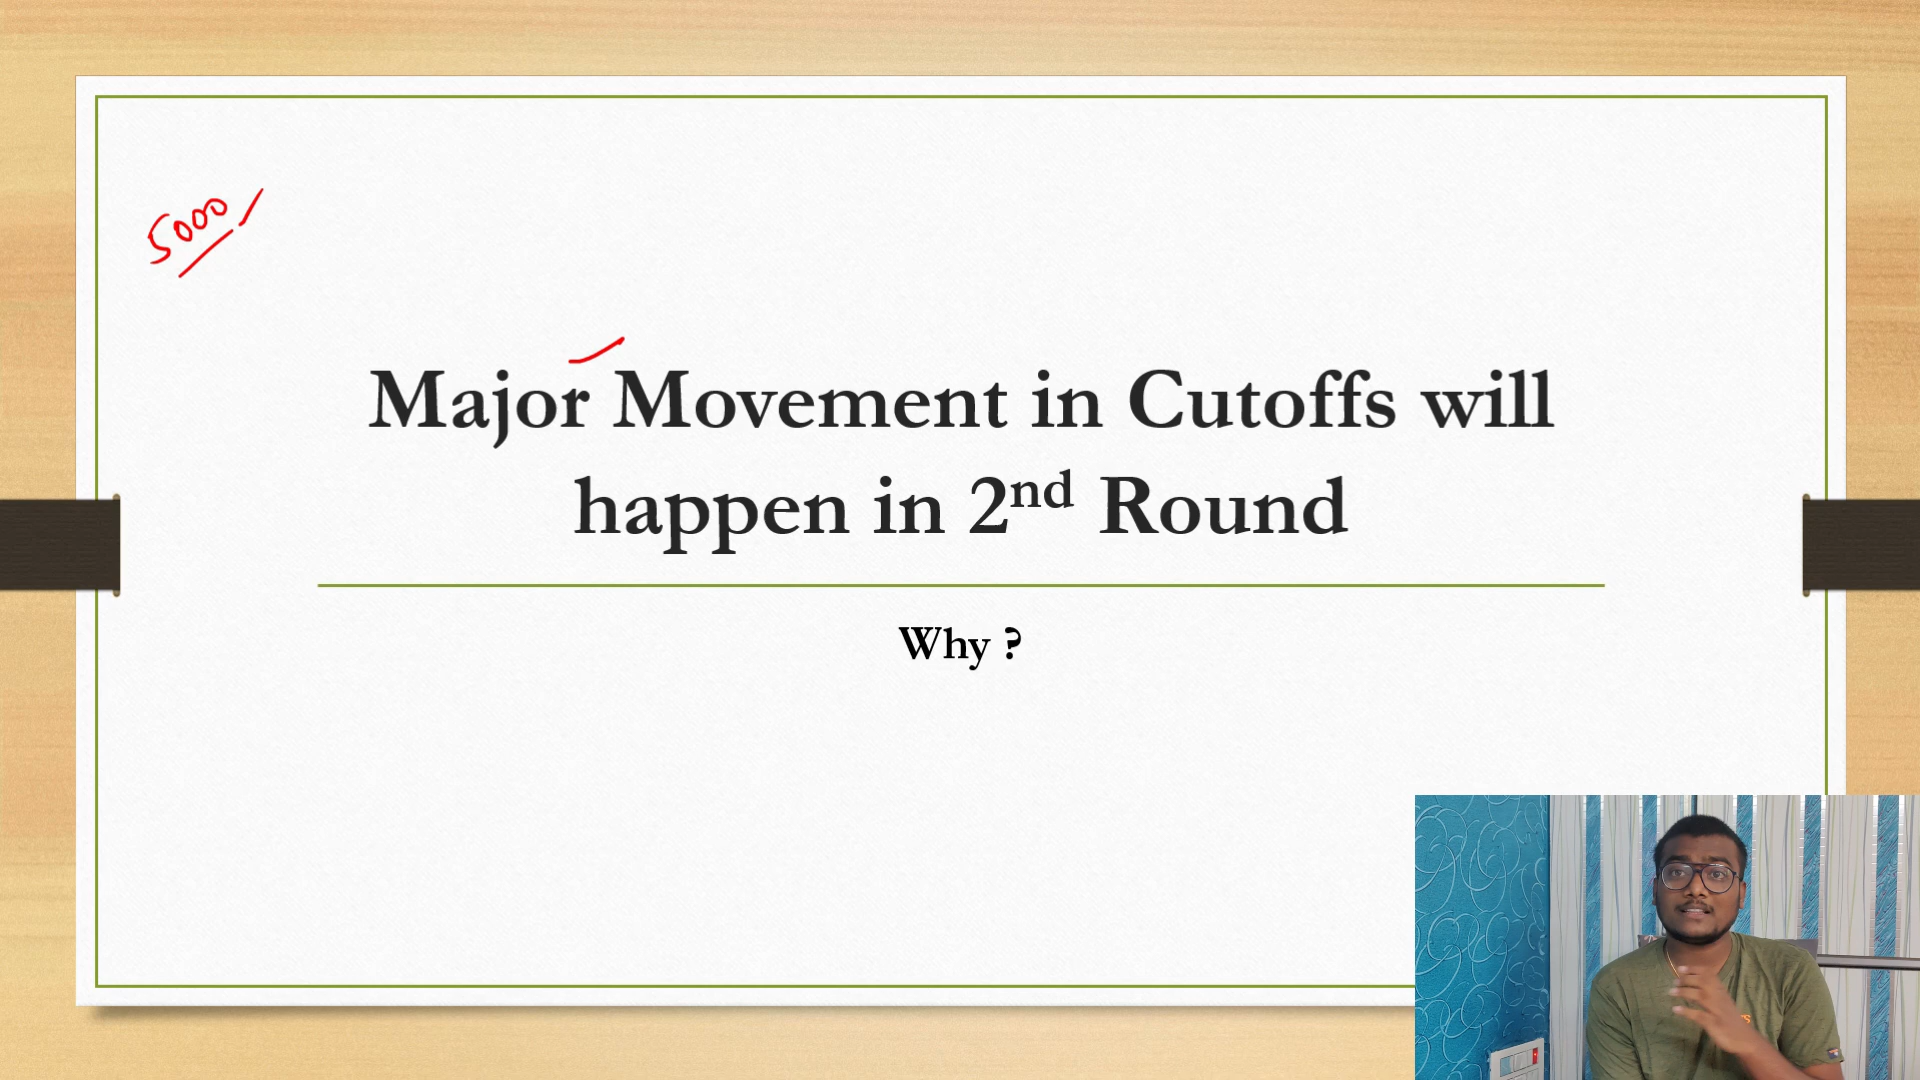 5000
Major Movement in Cutoffs will
happen in 2nd Round
Why ?